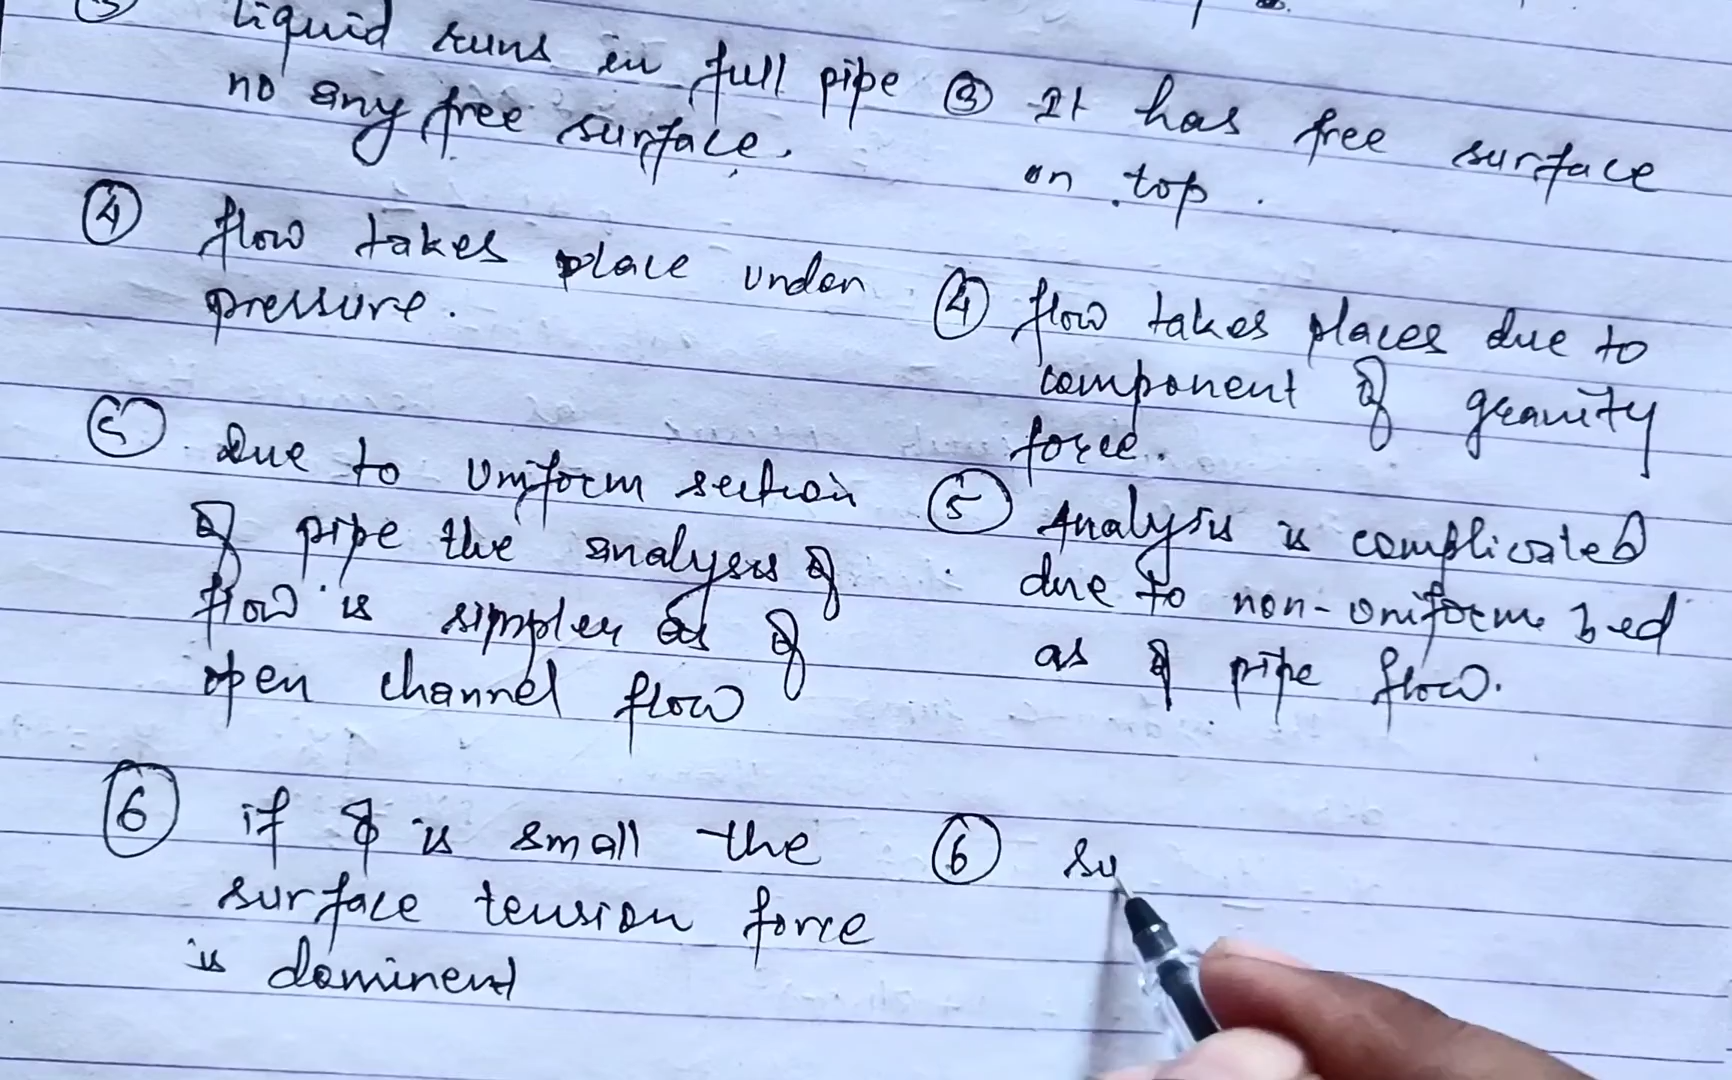 ③ liquid runs in full pipe
no any free surface.
④ flow takes place under
pressure.
⑤ Due to uniform section
of pipe the analysis of
flow is simpler as of
open channel flow
⑥ if ϕ is small the
surface tension force
is dominent
③ It has free surface
on top.
④ flow takes places due to
component of gravity
force.
⑤ Analysis is complicated
due to non-uniform bed
as of pipe flow.
⑥ su